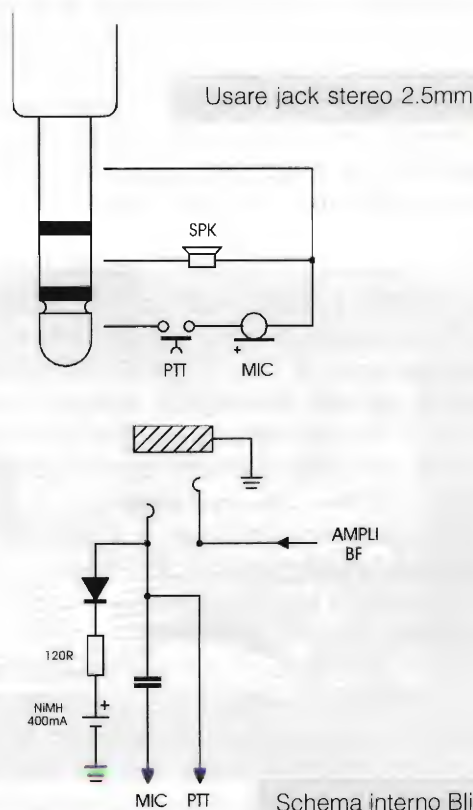 Usare jack stereo 2.5mm
SPK
PTT
MIC
+
AMPLI
BF
120R
+
NiMH
400mA
MIC
PTT
Schema interno Bli